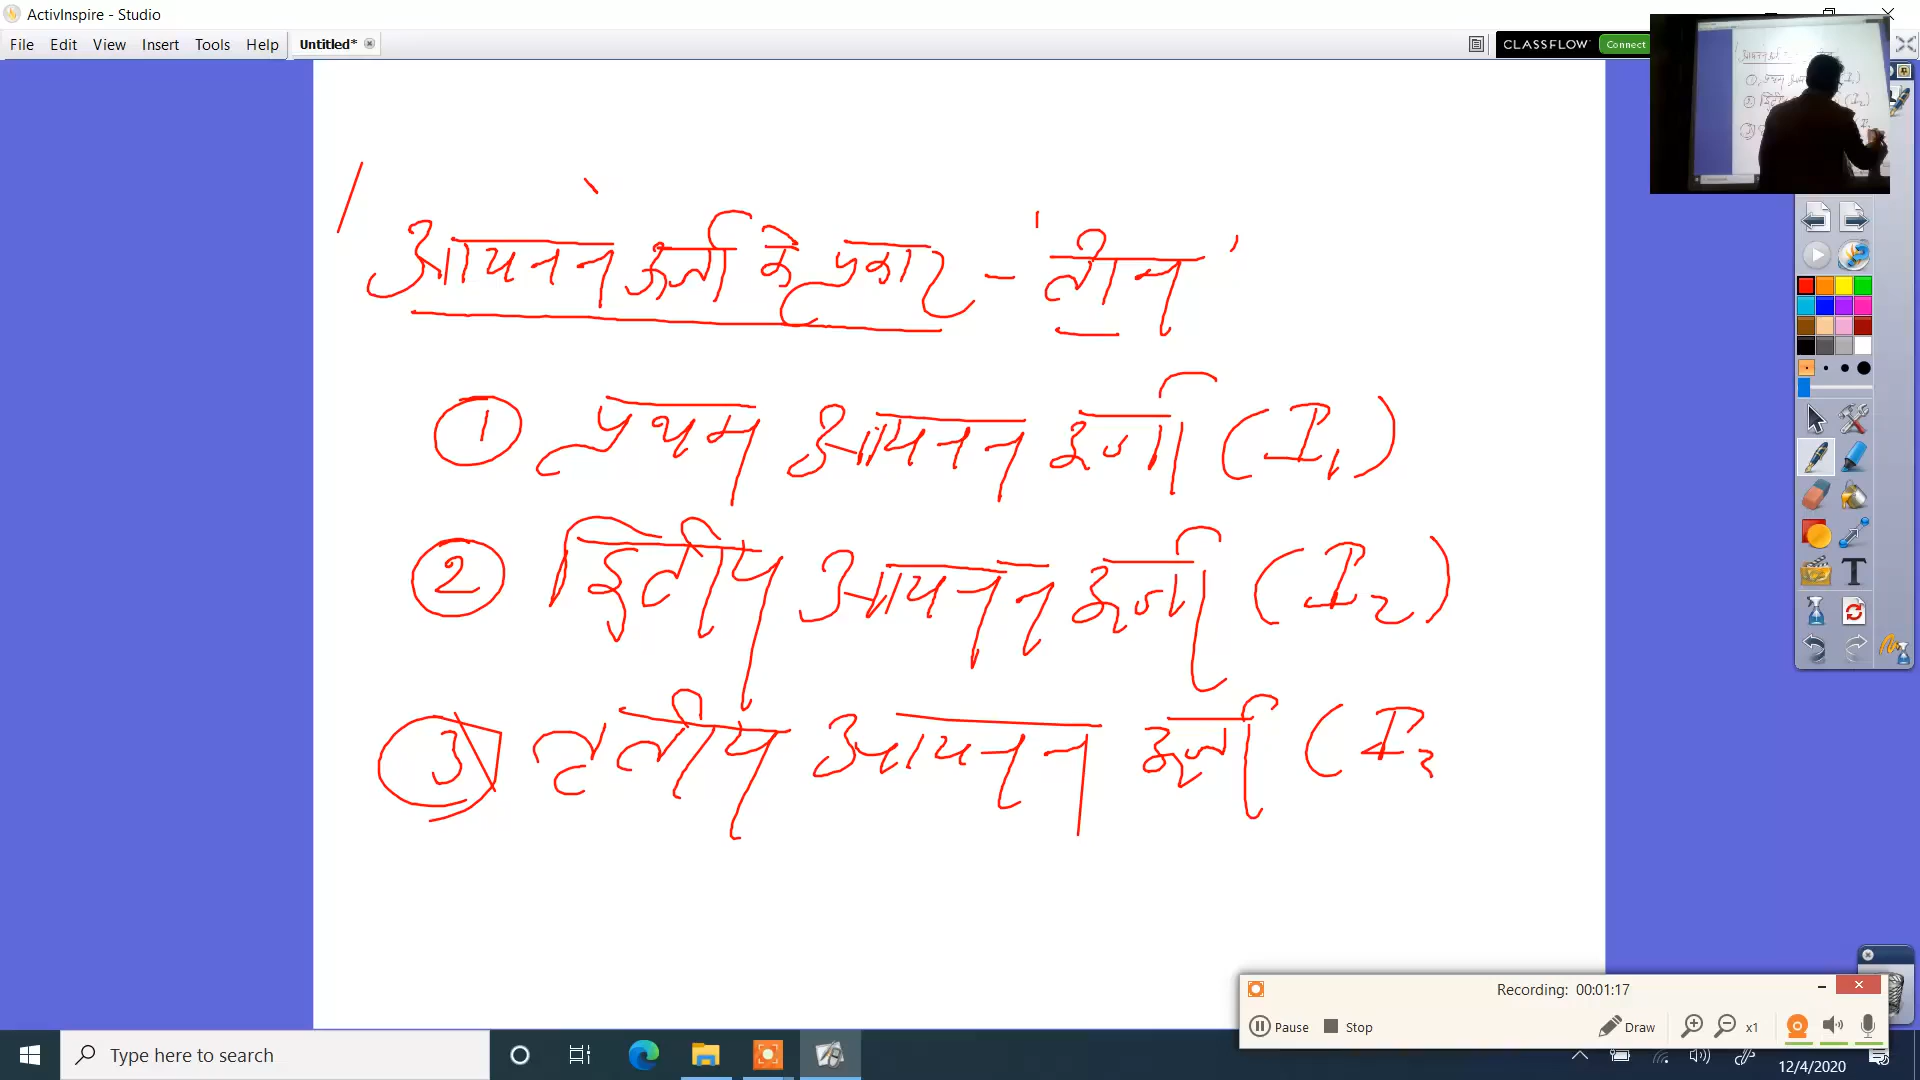 ActivInspire - Studio
File Edit View Insert Tools Help Untitled*
CLASSFLOW Connect
आयनन ऊर्जा के प्रकार - 'तीन'
① प्रथम आयनन ऊर्जा (I₁)
② द्वितीय आयनन ऊर्जा (I₂)
③ तृतीय आयनन ऊर्जा (I₃
Recording: 00:01:17
Pause Stop Draw x1
Type here to search
12/4/2020